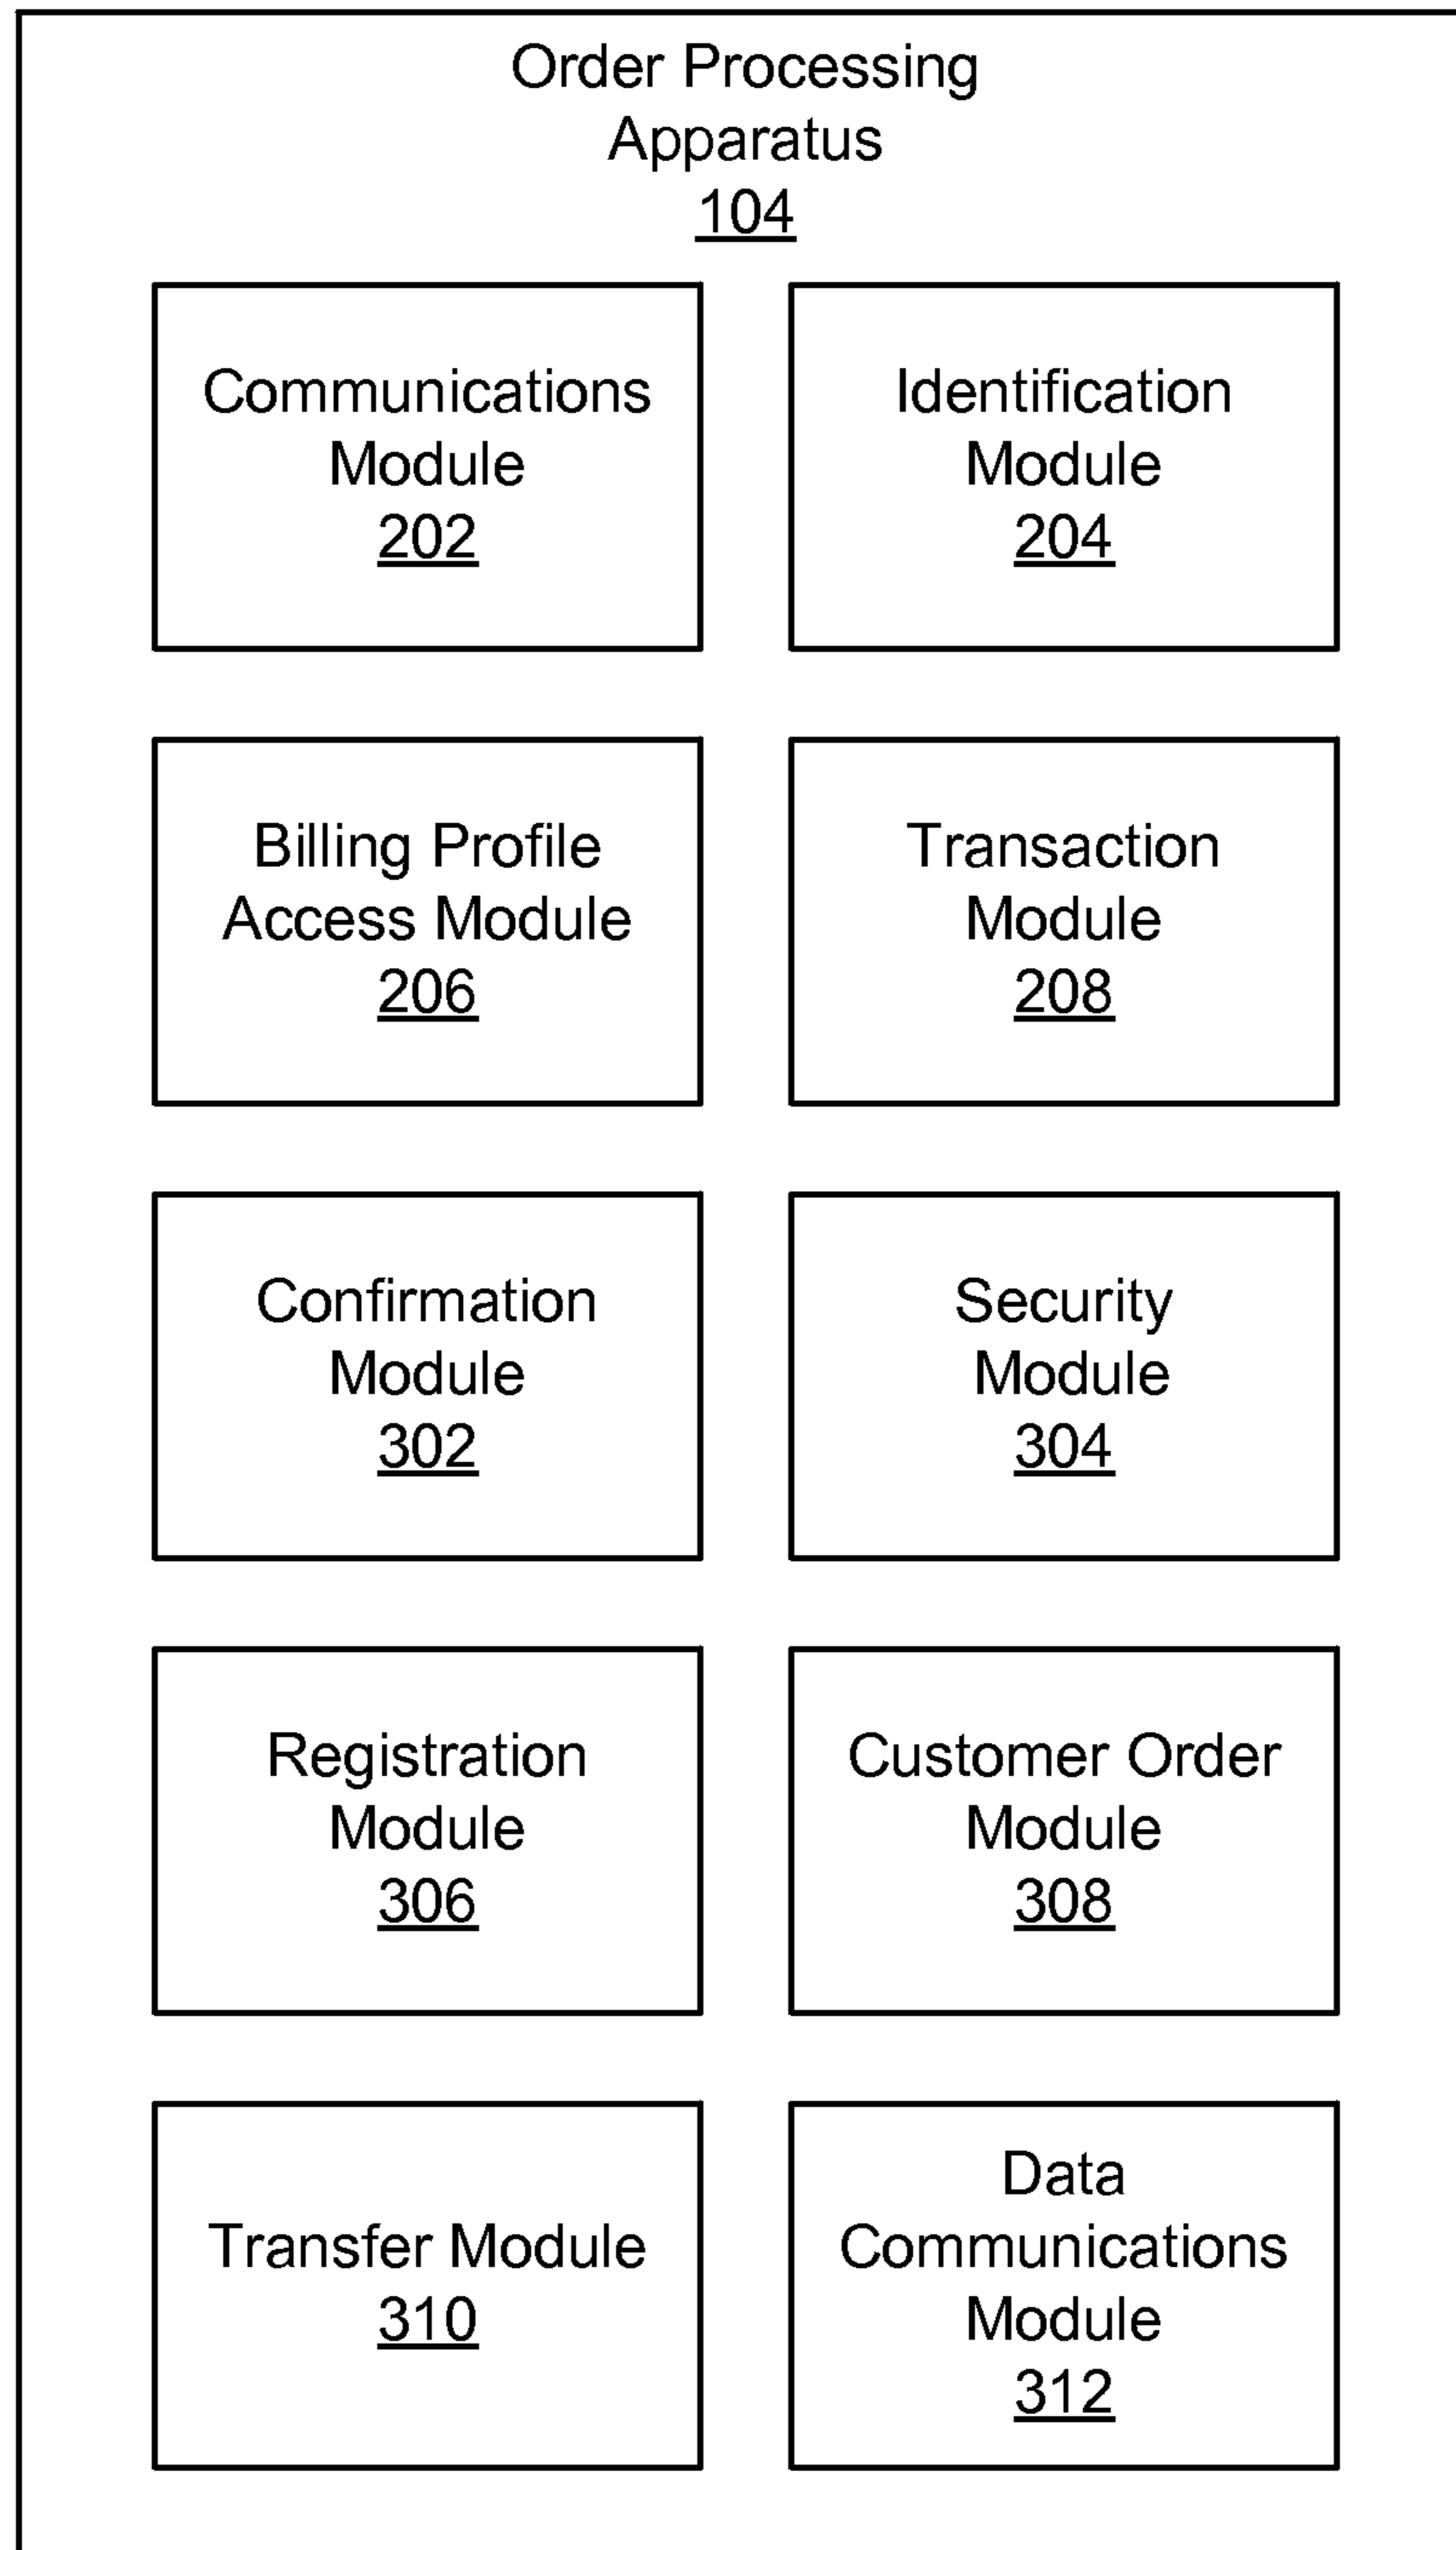 Order Processing
Apparatus
104
Communications
Module
202
Identification
Module
204
Billing Profile
Access Module
206
Transaction
Module
208
Confirmation
Module
302
Security
Module
304
Registration
Module
306
Customer Order
Module
308
Transfer Module
310
Data
Communications
Module
312